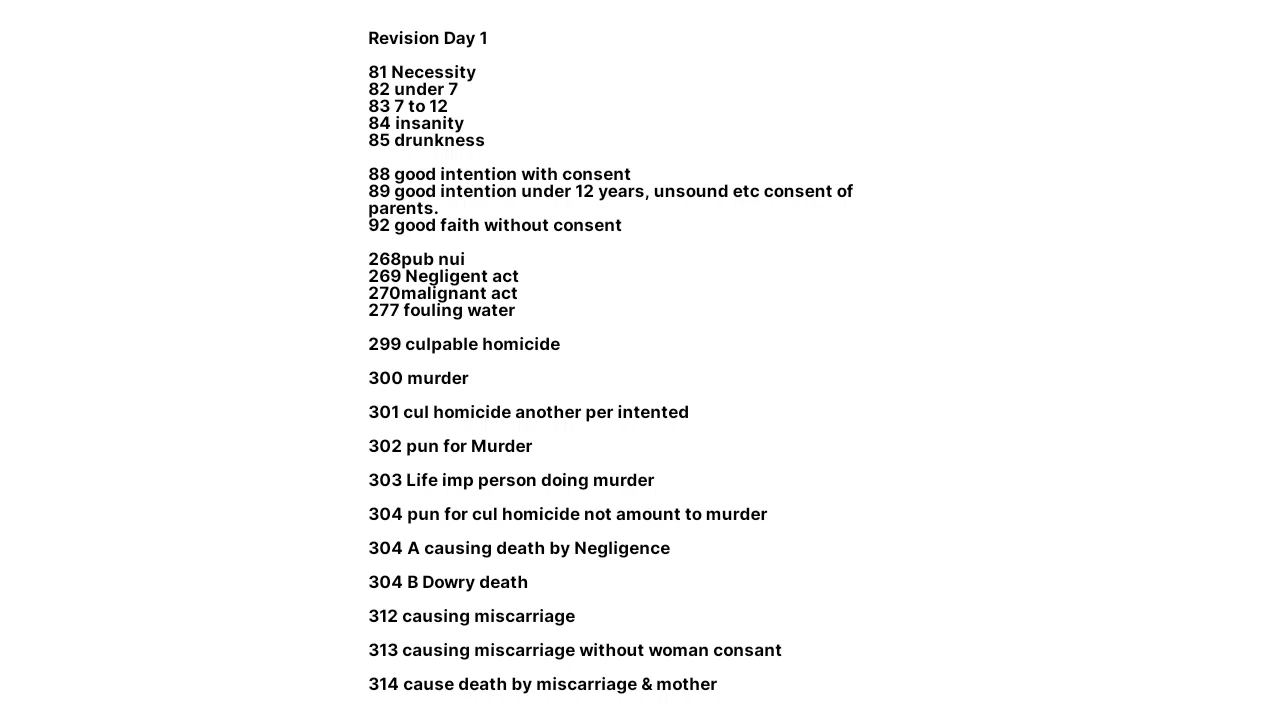 Revision Day 1
81 Necessity
82 under 7
83 7 to 12
84 insanity
85 drunkness
88 good intention with consent
89 good intention under 12 years, unsound etc consent of
parents.
92 good faith without consent
268pub nui
269 Negligent act
270malignant act
277 fouling water
299 culpable homicide
300 murder
301 cul homicide another per intented
302 pun for Murder
303 Life imp person doing murder
304 pun for cul homicide not amount to murder
304 A causing death by Negligence
304 B Dowry death
312 causing miscarriage
313 causing miscarriage without woman consant
314 cause death by miscarriage & mother